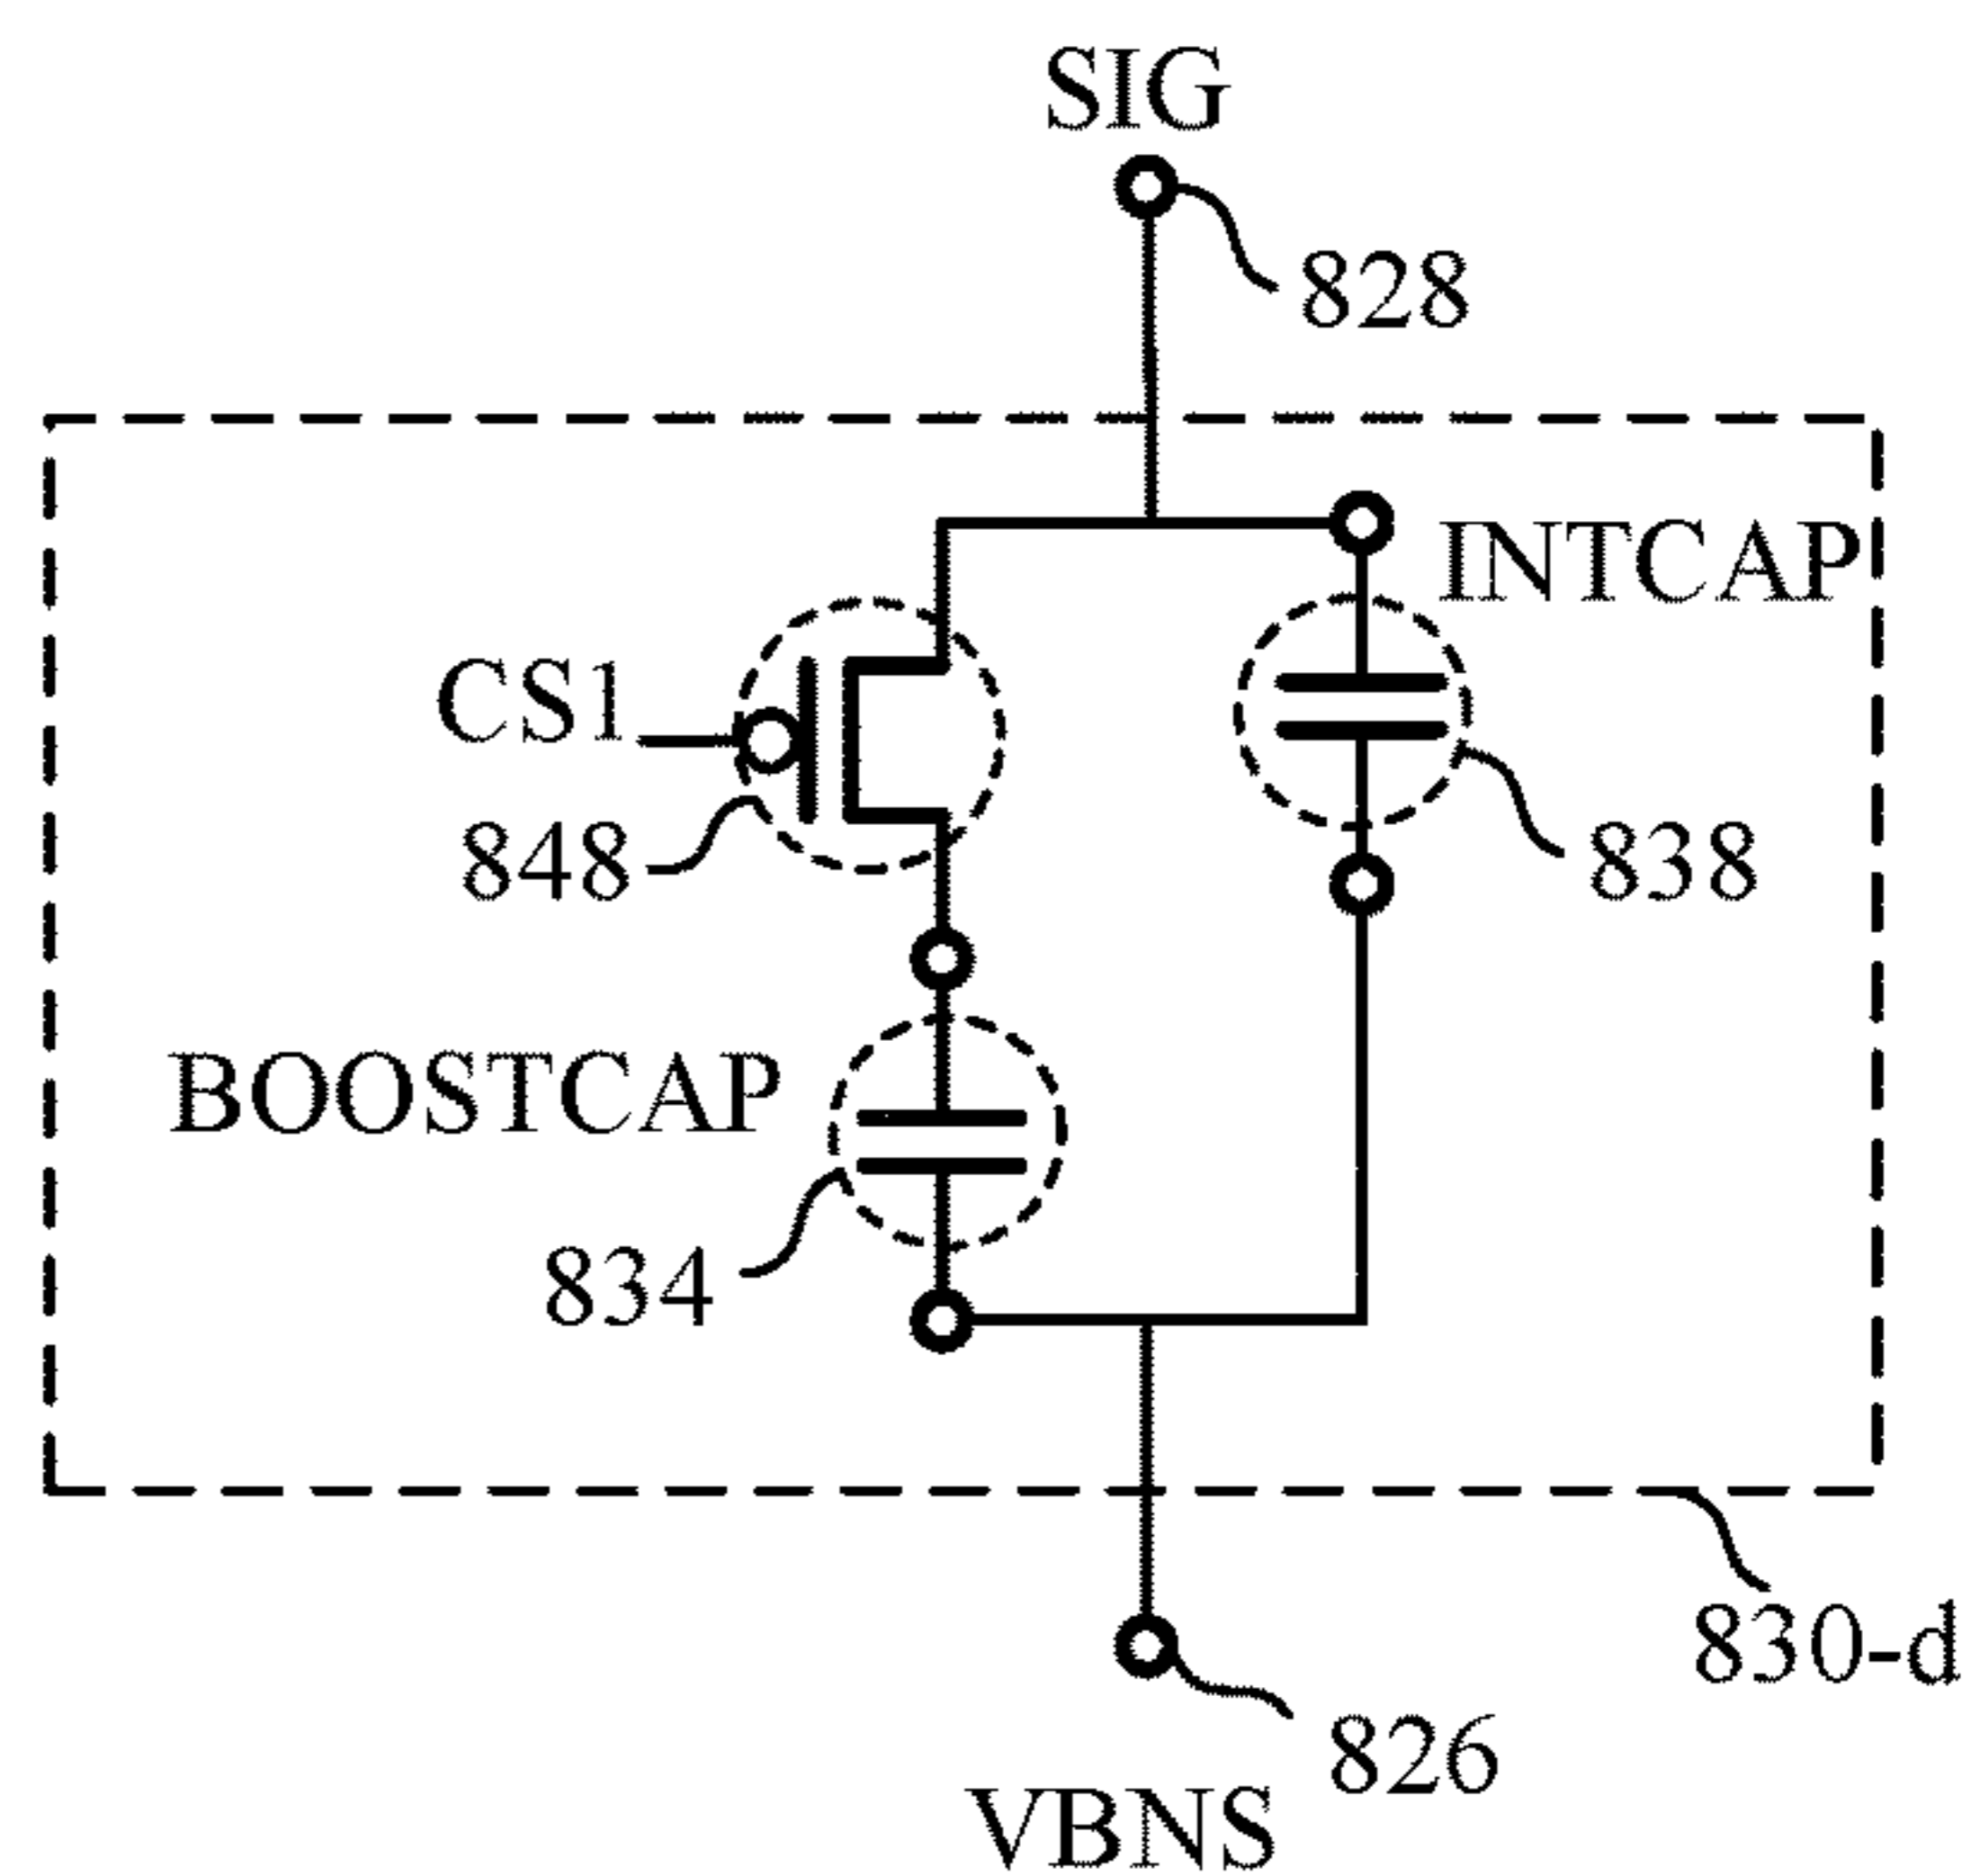 SIG
828
INTCAP
CS1
848
838
BOOSTCAP
834
830-d
826
VBNS